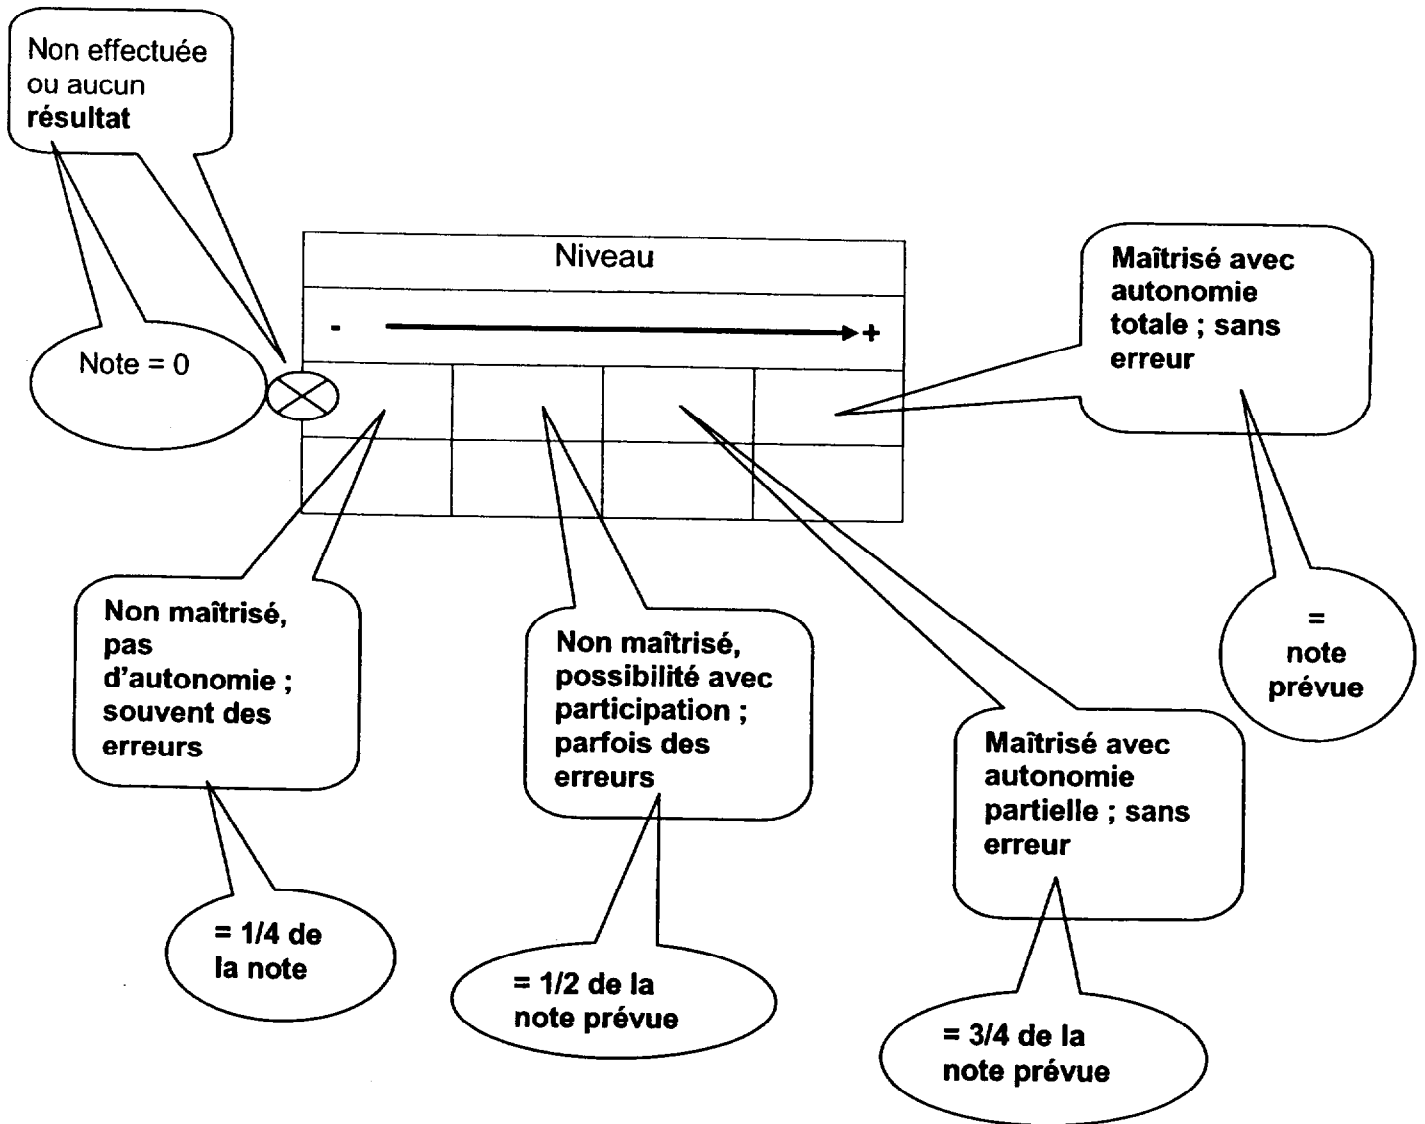 Non effectuée
ou aucun
résultat
Note = 0
Niveau
- +
Maîtrisé avec
autonomie
totale ; sans
erreur
=
note
prévue
Non maîtrisé,
pas
d'autonomie ;
souvent des
erreurs
= 1/4 de
la note
Non maîtrisé,
possibilité avec
participation ;
parfois des
erreurs
= 1/2 de la
note prévue
Maîtrisé avec
autonomie
partielle ; sans
erreur
= 3/4 de la
note prévue